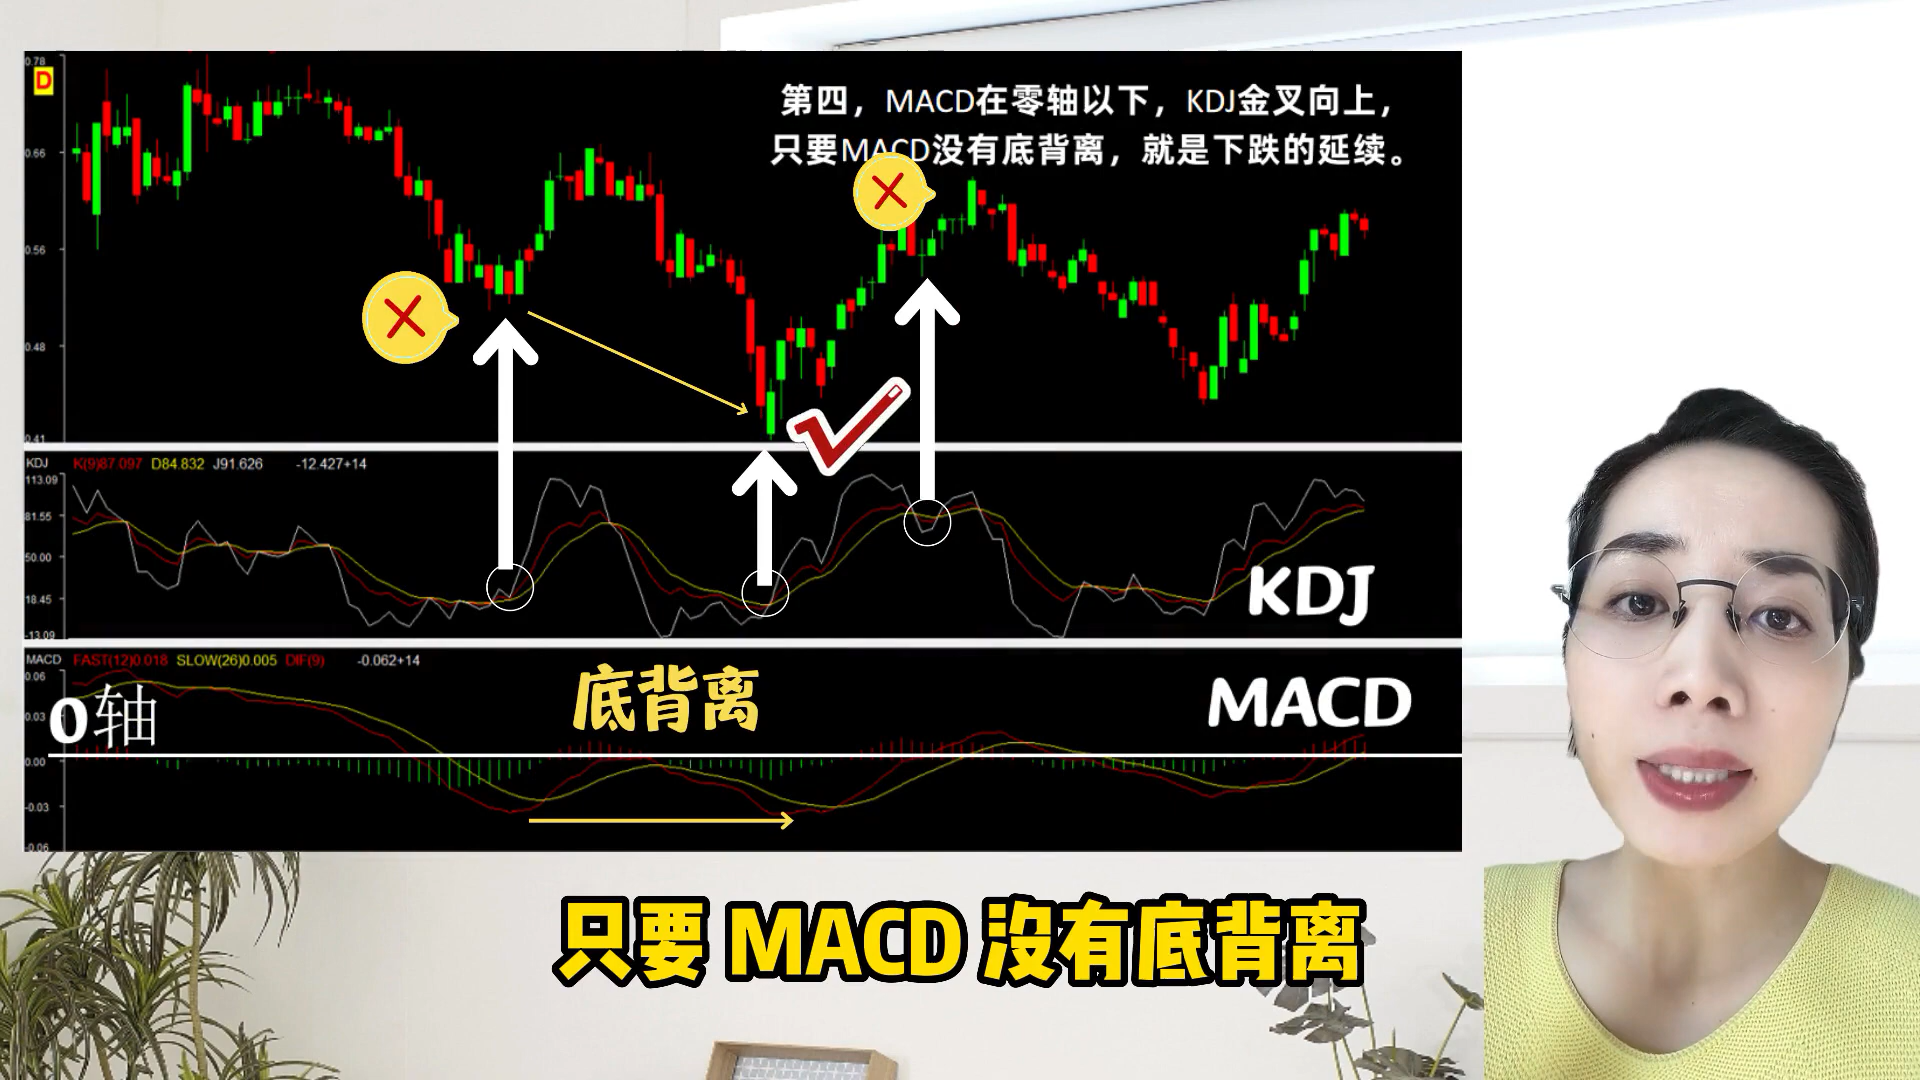 0.78
D
第四，MACD在零轴以下，KDJ金叉向上，
只要MACD没有底背离，就是下跌的延续。
0.66
0.56
0.48
0.41
KDJ K(9)87.097 D84.832 J91.626 -12.427+14
113.09
81.55
50.00
18.45
-13.09
KDJ
MACD FAST(12)0.018 SLOW(26)0.005 DIF(9) -0.062+14
0.06
底背离
MACD
0轴
0.03
0.00
-0.03
-0.06
只要 MACD 没有底背离